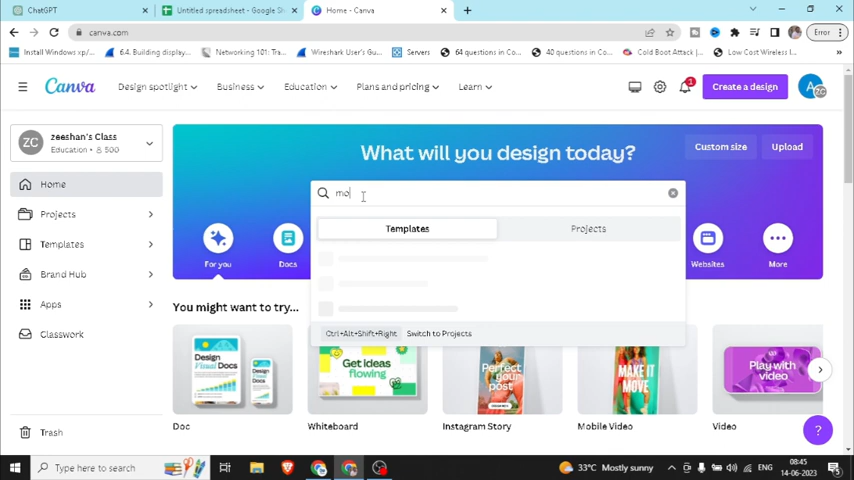 ChatGPT
Untitled spreadsheet - Google Sh
Home - Canva
canva.com
Error
Install Windows xp/...
6.4. Building display...
Networking 101: Tra...
Wireshark User's Gui...
Servers
64 questions in Co...
40 questions in Co...
Cold Boot Attack |...
Low Cost Wireless I...
Canva
Design spotlight
Business
Education
Plans and pricing
Learn
1
Create a design
A
ZC
ZC
zeeshan's Class
Education • 500
What will you design today?
Custom size
Upload
Home
mo
Projects
Templates
Projects
Templates
For you
Docs
Websites
More
Brand Hub
Apps
You might want to try...
Ctrl+Alt+Shift+Right
Switch to Projects
Classwork
Design
Final Docs
Get ideas
flowing
Perfect
your
post
MAKE IT
MOVE
Play with
video
Doc
Whiteboard
Instagram Story
Mobile Video
Video
Trash
?
Type here to search
33°C Mostly sunny
ENG
08:45
14-06-2023
5